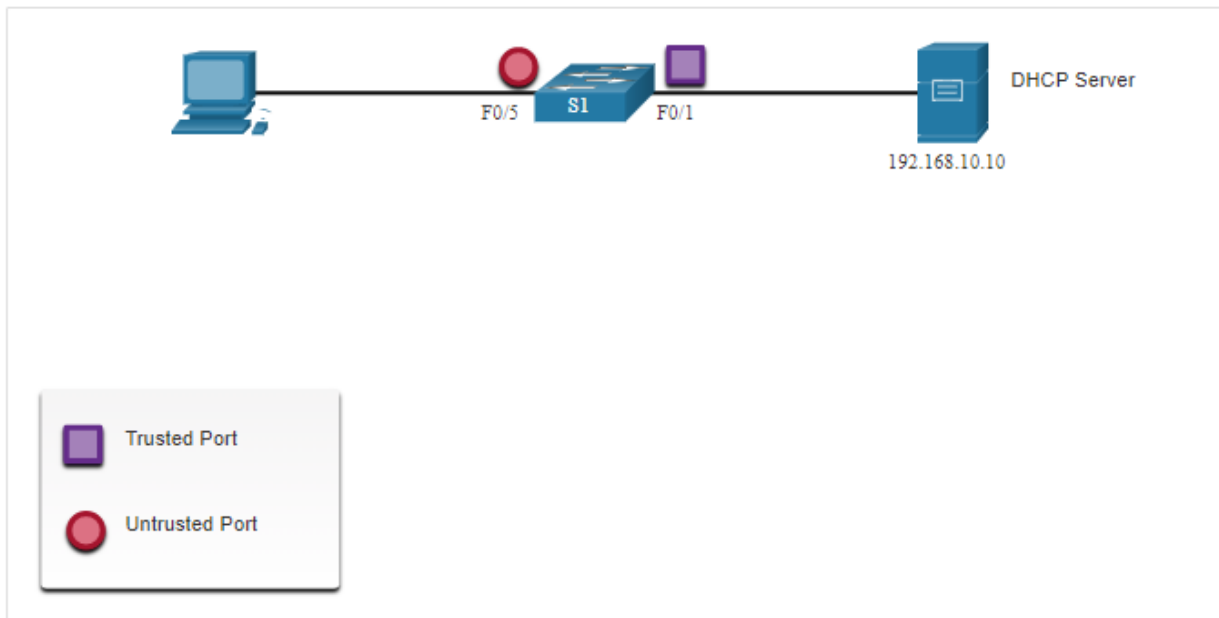 DHCP Server
F0/5
S1
F0/1
192.168.10.10
Trusted Port
Untrusted Port